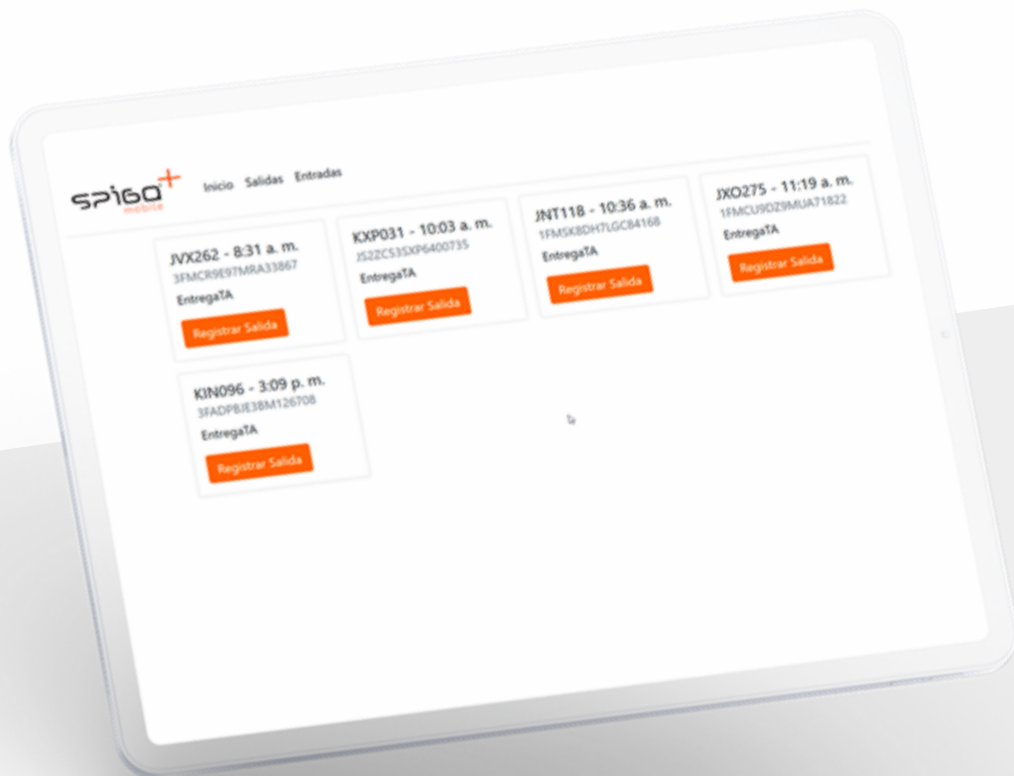 SPIGA+
mobile
Inicio Salidas Entradas
JVX262 - 8:31 a. m.
3FMCR9E97MRA33867
EntregaTA
Registrar Salida
KXP031 - 10:03 a. m.
JS2ZC53SXP6400735
EntregaTA
Registrar Salida
JNT118 - 10:36 a. m.
1FMSK8DH7LGC84168
EntregaTA
Registrar Salida
JXO275 - 11:19 a. m.
1FMCU9DZ9MUA71822
EntregaTA
Registrar Salida
KIN096 - 3:09 p. m.
3FADP8JE3BM126708
EntregaTA
Registrar Salida